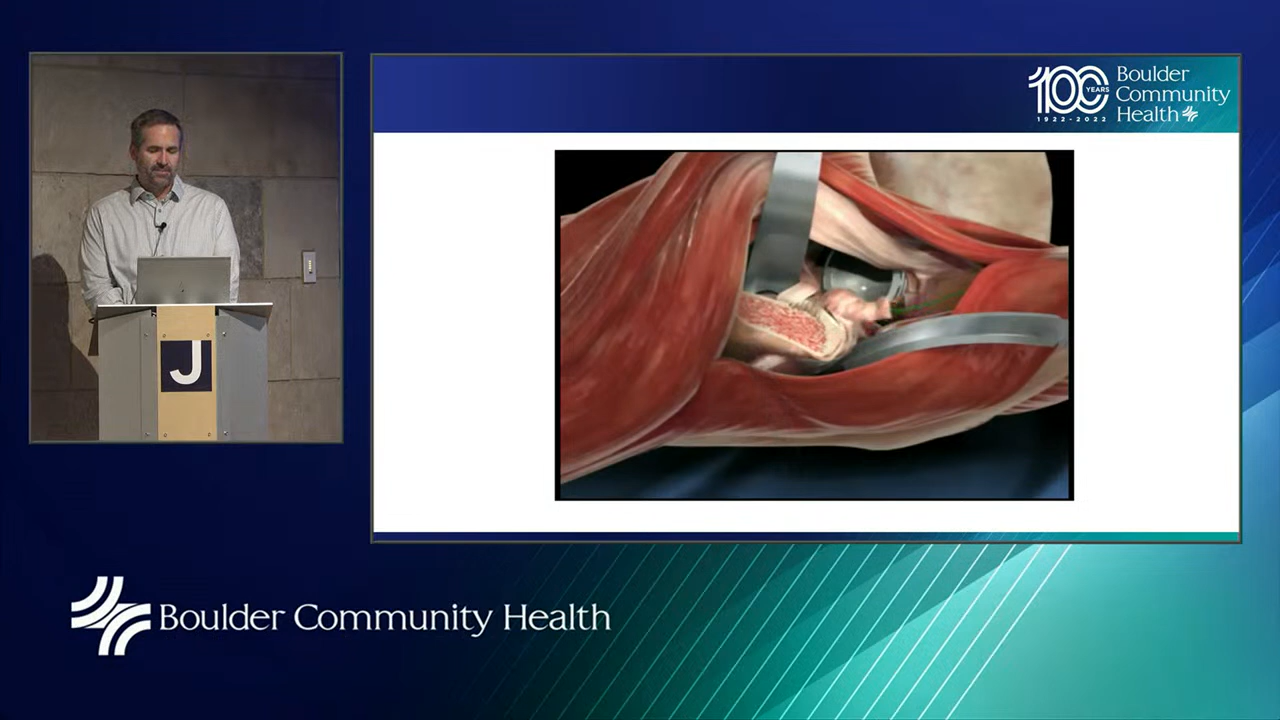 100 YEARS
1922-2022
Boulder
Community
Health
J
Boulder Community Health